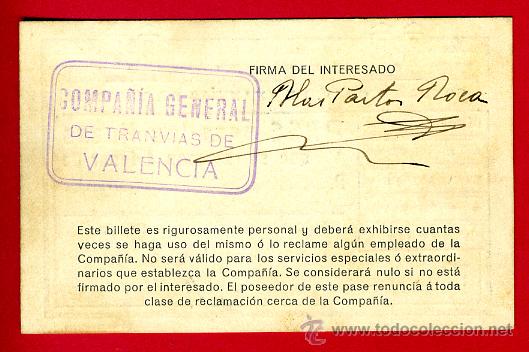 FIRMA DEL INTERESADO
COMPAÑÍA GENERAL
DE TRANVIAS DE
VALENCIA
Blas Pastor Roca
Este billete es rigurosamente personal y deberá exhibirse cuantas
veces se haga uso del mismo ó lo reclame algún empleado de la
Compañía. No será válido para los servicios especiales ó extraordi-
narios que establezca la Compañía. Se considerará nulo si no está
firmado por el interesado. El poseedor de este pase renuncia á toda
clase de reclamación cerca de la Compañía.
www.todocoleccion.net